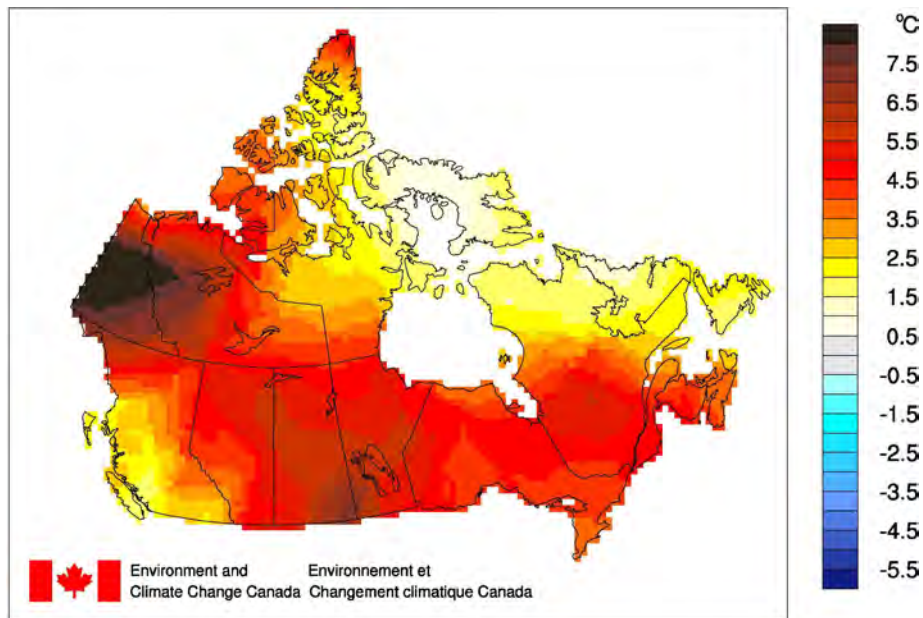 °C
7.5
6.5
5.5
4.5
3.5
2.5
1.5
0.5
-0.5
-1.5
-2.5
-3.5
-4.5
-5.5
Environment and
Climate Change Canada
Environnement et
Changement climatique Canada